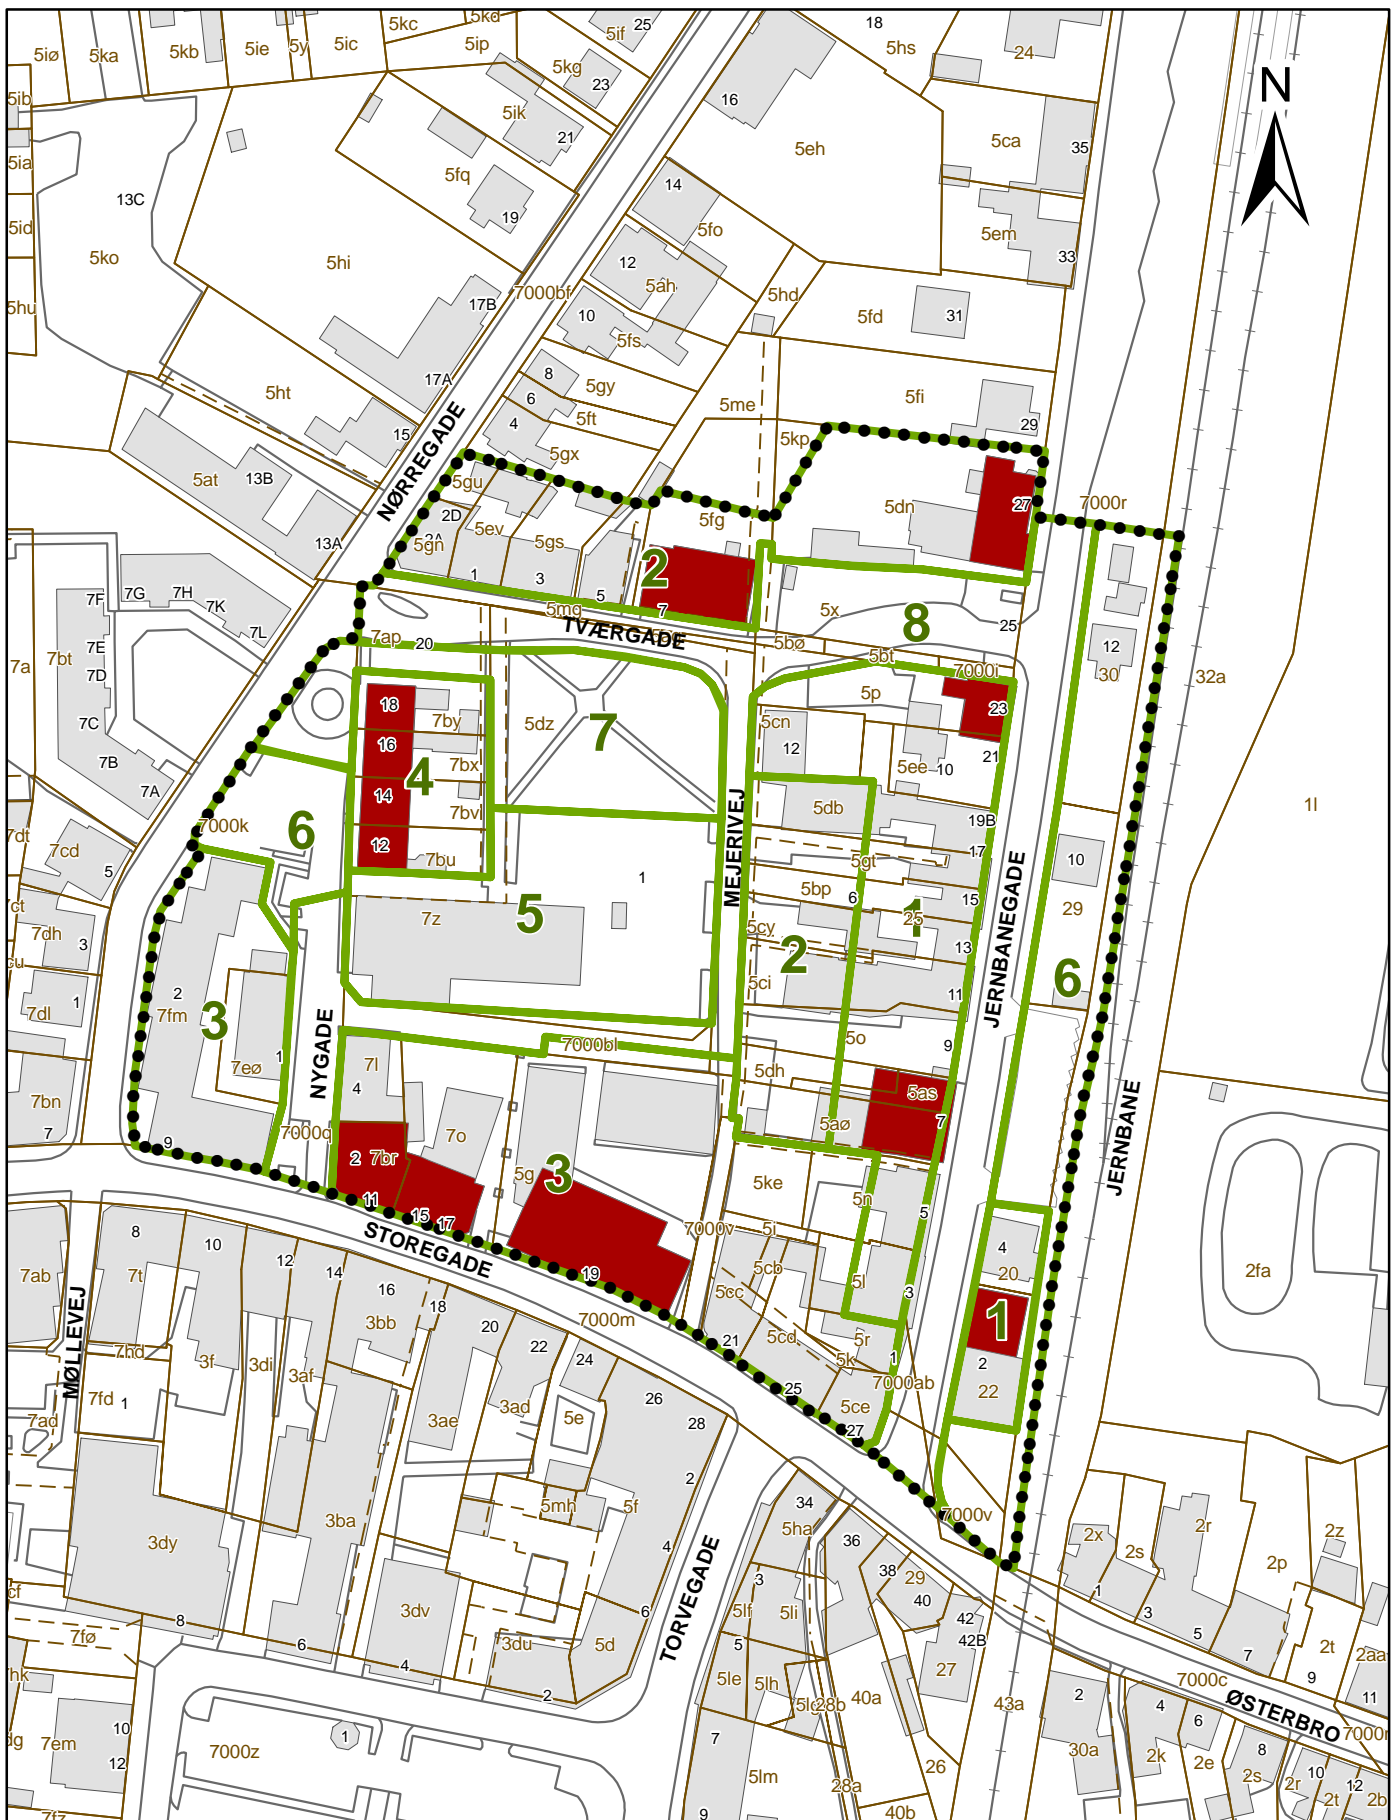 5iø
5ka
5kb
5ie
5y
5ic
5kc
5kd
5ip
5if
25
5kg
23
18
5hs
24
N
5ib
5ia
5id
5hu
13C
5ko
5ik
21
5fq
19
5hi
16
5eh
5ca
35
5em
33
14
5fo
12
5ah
7000bf
17B
10
5fs
5hd
5fd
31
17A
8
5gy
6
5ft
4
5gx
5me
5fi
29
5kp
5ht
15
NØRREGADE
5at
13B
13A
5gu
2D
2A
5gn
5ev
5gs
1
3
5
5fg
2
7
5dn
27
7000r
5mq
TVÆRGADE
5bø
5x
8
25
5bt
7000i
12
30
32a
7F
7G
7H
7K
7L
7E
7D
7C
7B
7A
7a
7bt
7ap
20
18
16
14
12
7by
7bx
7bv
7bu
4
5dz
7
5p
5cn
12
23
21
5ee
10
5db
19B
17
5gt
5bp
6
15
1
25
13
5cy
2
5ci
11
5o
9
5dh
5as
5aø
7
MEJERIVEJ
JERNBANEGADE
10
29
6
1l
JERNBANE
7dt
7cd
5
7000k
6
7ct
7dh
3
7dl
1
7bn
7
2
7fm
3
7eø
1
9
NYGADE
7000q
7z
5
1
7000bl
7l
4
2
7br
11
7o
15
17
5g
3
19
STOREGADE
7000m
7000v
5ke
5i
5n
5
5cb
5cc
5l
3
5cd
21
5r
5k
1
7000ab
25
5ce
27
4
20
1
2
22
7000v
2fa
7ab
8
7t
10
12
14
16
3bb
18
20
22
24
MØLLEVEJ
7hd
7fd
1
3f
3di
3af
7ad
3ae
3ad
5e
26
28
2
5mh
5f
4
3dy
3ba
8
6
3dv
4
3du
2
5d
6
TORVEGADE
7fø
7em
10
12
7000z
1
34
5ha
36
38
29
40
42
42B
3
5lf
5li
5
5le
5lh
5lg
28b
40a
27
26
7
5lm
28a
40b
9
43a
2x
2s
2r
2p
2z
1
3
5
7
2t
9
2aa
11
7000c
ØSTERBRO
2
30a
4
2k
6
2e
8
2s
10
2r
12
2t
2b